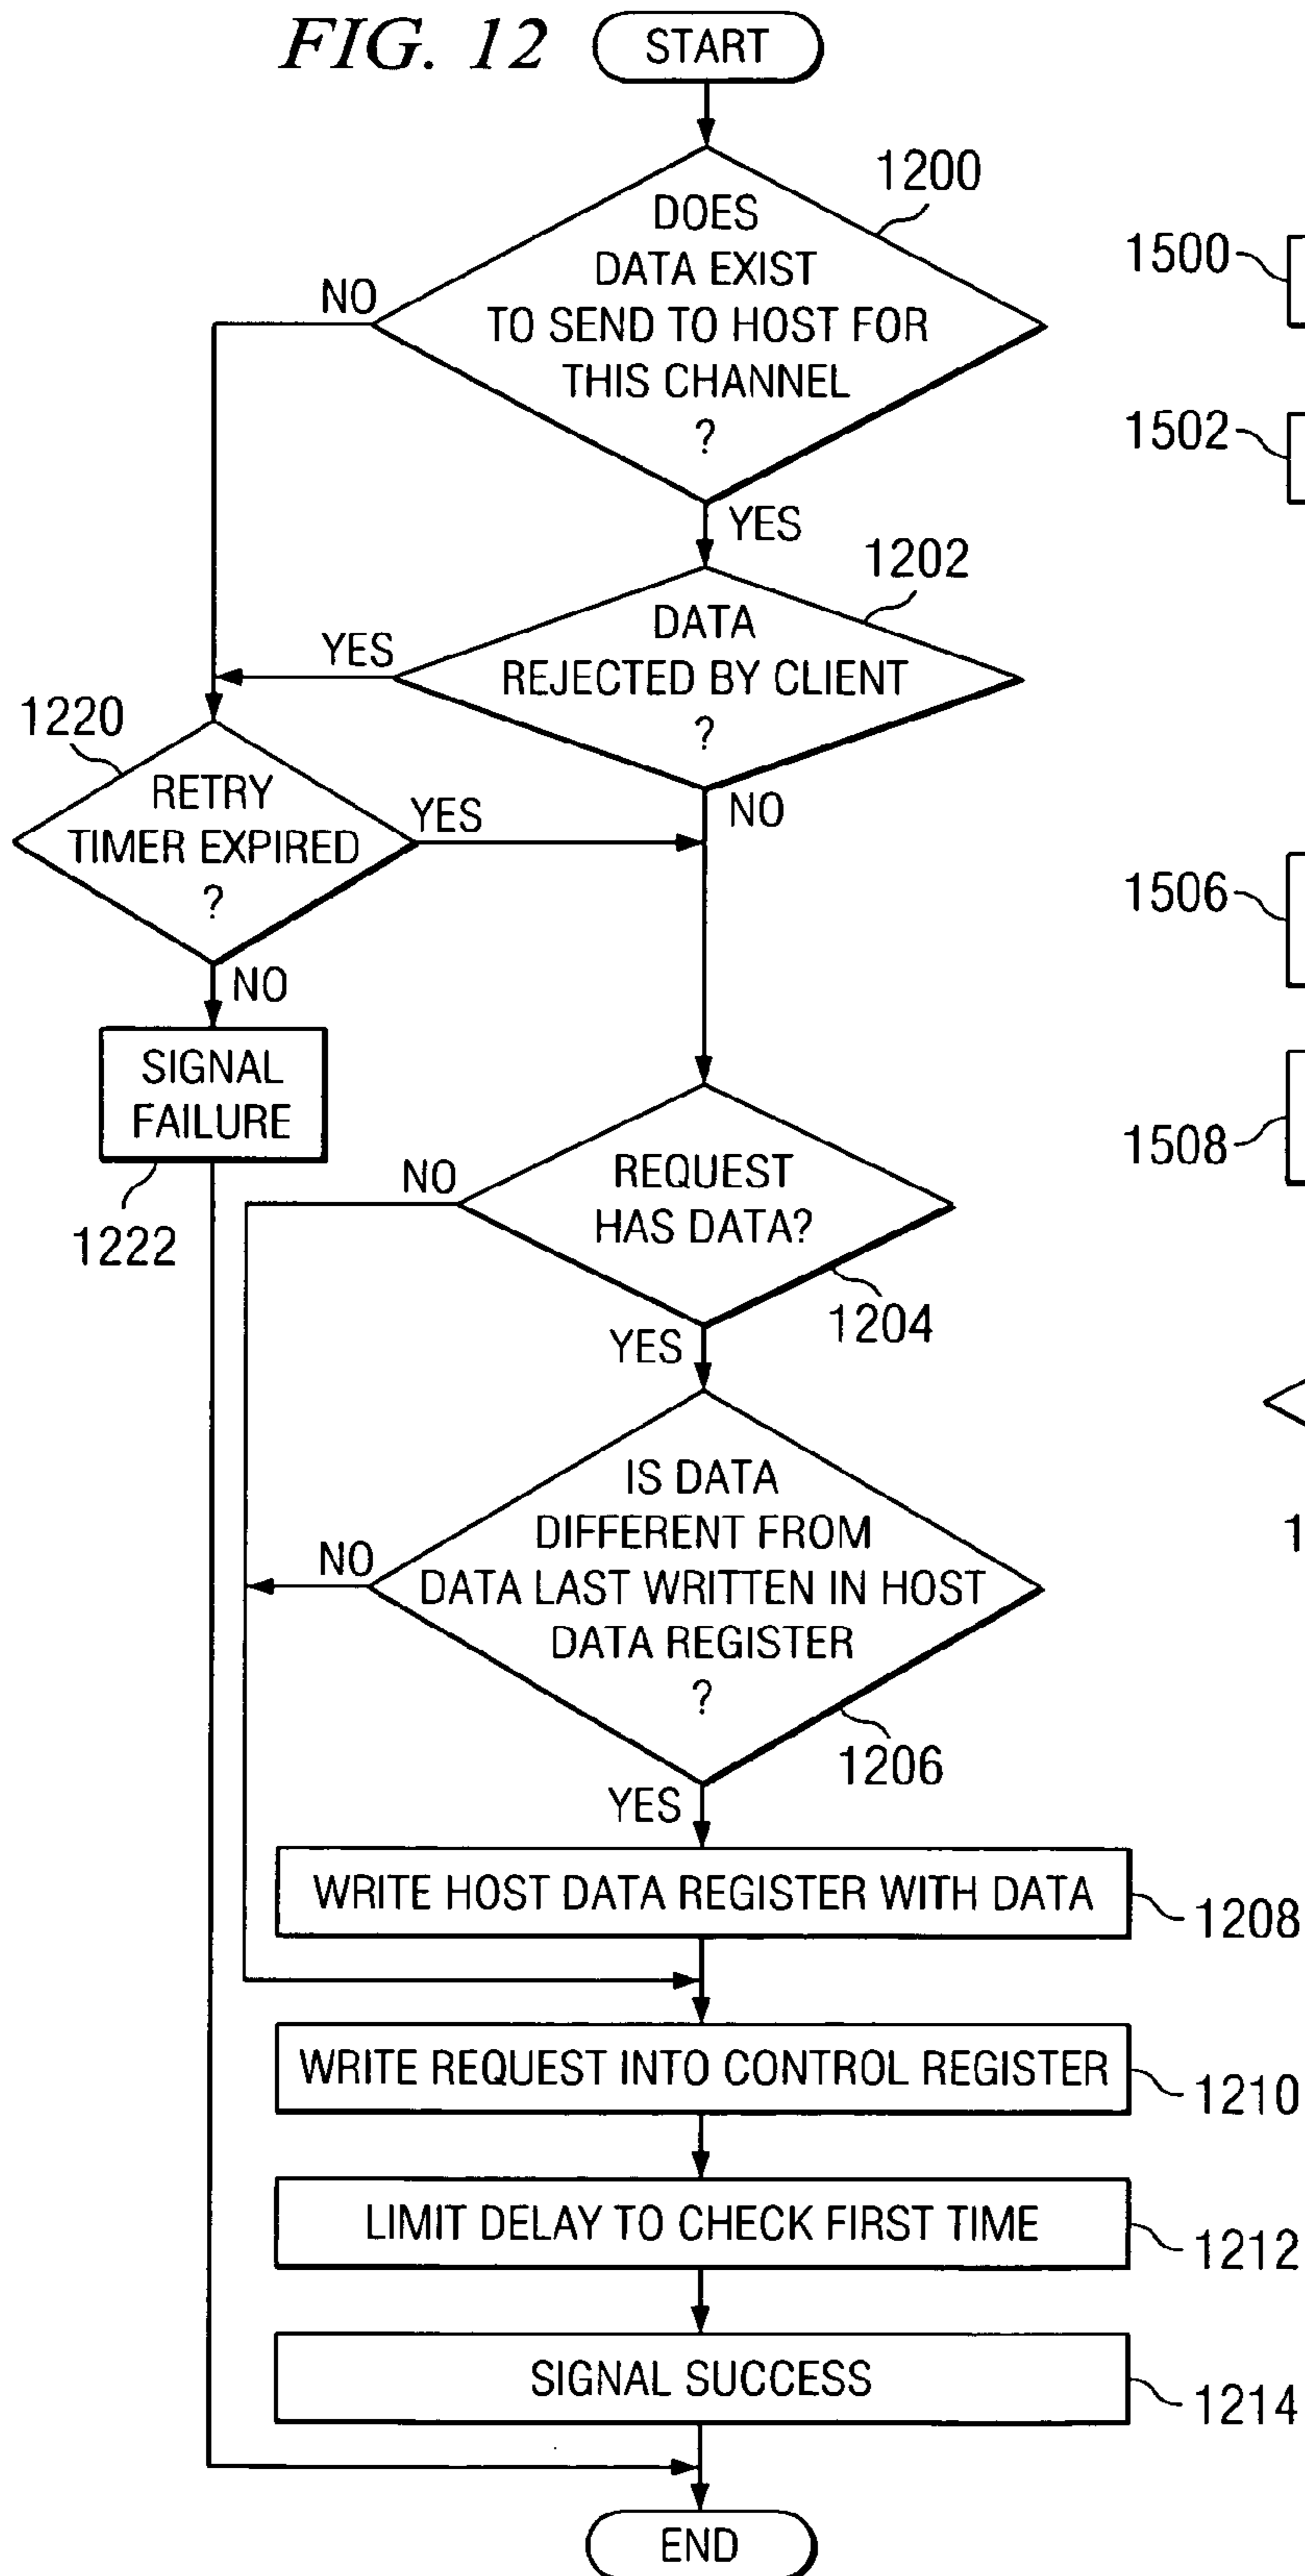 FIG. 12
START
1200
DOES
DATA EXIST
TO SEND TO HOST FOR
THIS CHANNEL
?
NO
YES
1202
DATA
REJECTED BY CLIENT
?
YES
NO
1220
RETRY
TIMER EXPIRED
?
YES
NO
SIGNAL
FAILURE
1222
REQUEST
HAS DATA?
NO
1204
YES
IS DATA
DIFFERENT FROM
DATA LAST WRITTEN IN HOST
DATA REGISTER
?
NO
1206
YES
WRITE HOST DATA REGISTER WITH DATA
1208
WRITE REQUEST INTO CONTROL REGISTER
1210
LIMIT DELAY TO CHECK FIRST TIME
1212
SIGNAL SUCCESS
1214
END
1500
1502
1506
1508
1